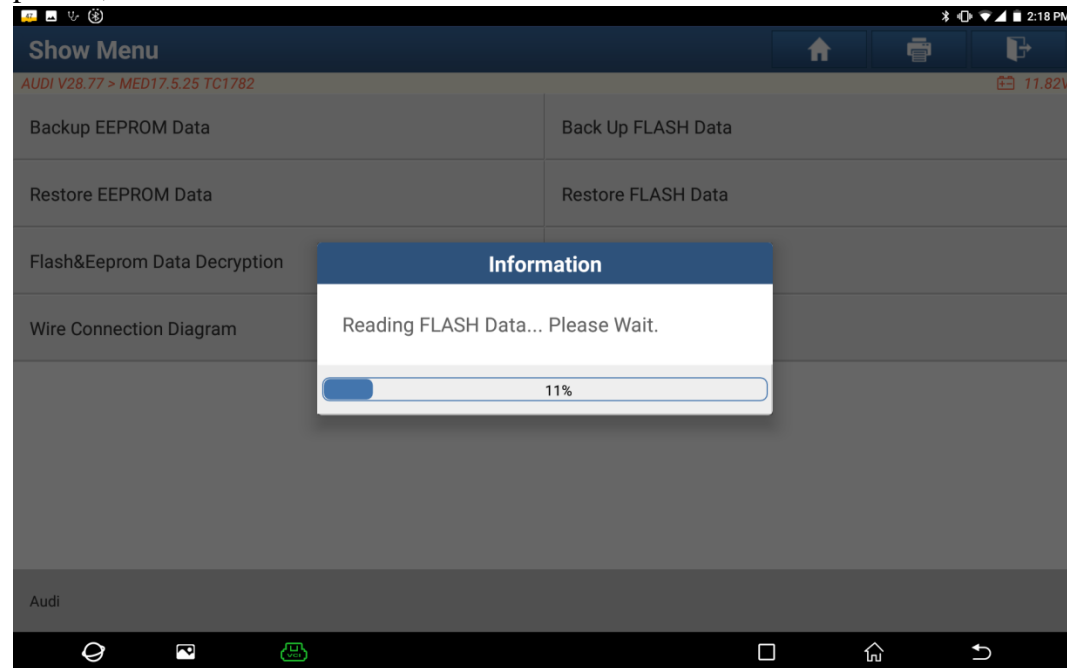 2:18 PM
Show Menu
AUDI V28.77 > MED17.5.25 TC1782
11.82V
Backup EEPROM Data
Back Up FLASH Data
Restore EEPROM Data
Restore FLASH Data
Flash&Eeprom Data Decryption
Information
Wire Connection Diagram
Reading FLASH Data... Please Wait.
11%
Audi
VCI